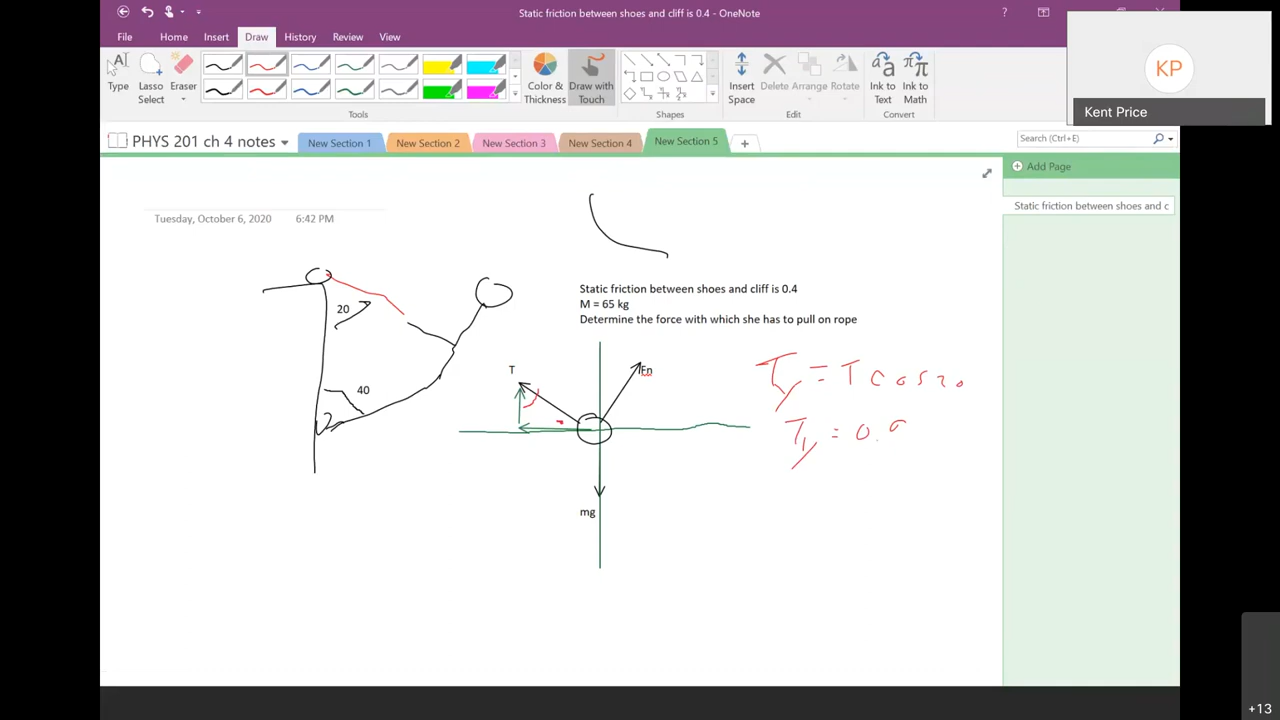 Static friction between shoes and cliff is 0.4 - OneNote
?
File Home Insert Draw History Review View
KP
Kent Price
Type Lasso Select Eraser
Color & Thickness Draw with Touch
Insert Space Delete Arrange Rotate
Ink to Text Ink to Math
Tools Shapes Edit Convert
PHYS 201 ch 4 notes New Section 1 New Section 2 New Section 3 New Section 4 New Section 5
Search (Ctrl+E)
Add Page
Static friction between shoes and c
Tuesday, October 6, 2020 6:42 PM
Static friction between shoes and cliff is 0.4
M = 65 kg
Determine the force with which she has to pull on rope
20
40
T
Fn
mg
Ty = T cos 20
Ty = 0.9
+13